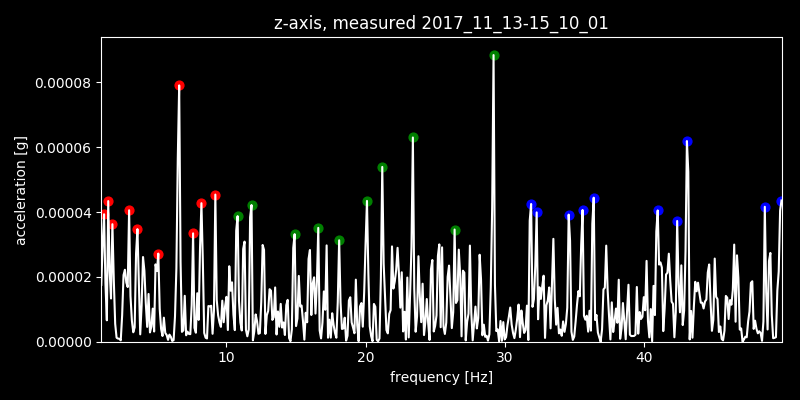 z-axis, measured 2017_11_13-15_10_01
0.00008
0.00006
0.00004
0.00002
0.00000
acceleration [g]
10 20 30 40
frequency [Hz]